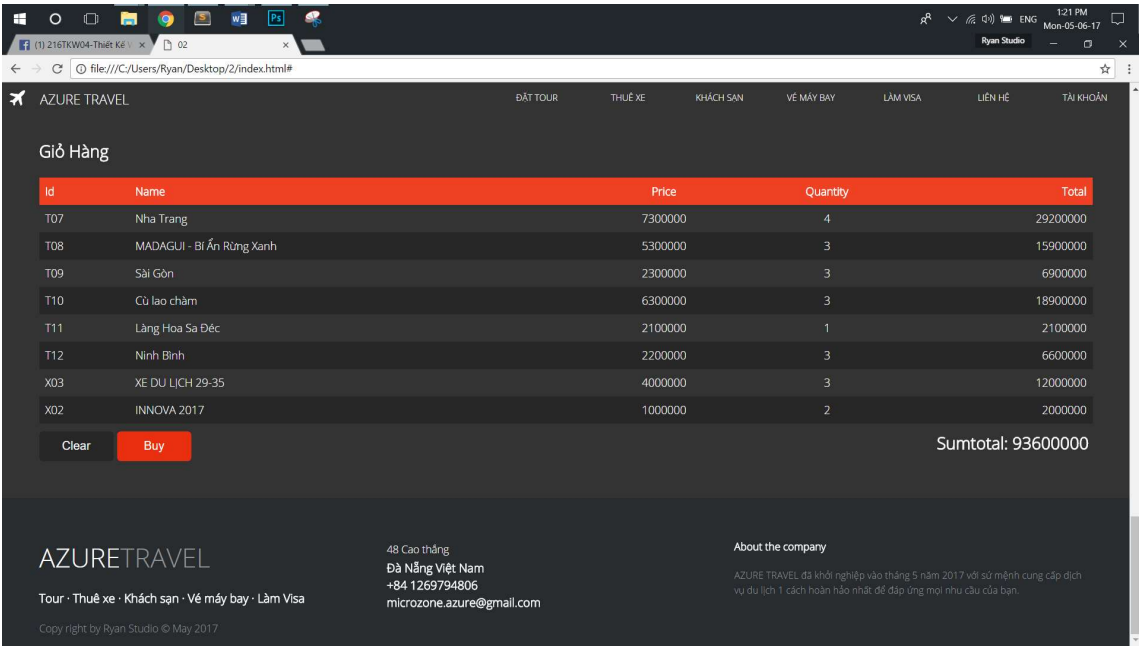 1:21 PM
ENG
Mon-05-06-17
(1) 216TKW04-Thiết Kế V
02
Ryan Studio
file:///C:/Users/Ryan/Desktop/2/index.html#
AZURE TRAVEL ĐẶT TOUR THUÊ XE KHÁCH SẠN VÉ MÁY BAY LÀM VISA LIÊN HỆ TÀI KHOẢN
Giỏ Hàng
Id Name Price Quantity Total
T07 Nha Trang 7300000 4 29200000
T08 MADAGUI - Bí Ẩn Rừng Xanh 5300000 3 15900000
T09 Sài Gòn 2300000 3 6900000
T10 Cù lao chàm 6300000 3 18900000
T11 Làng Hoa Sa Đéc 2100000 1 2100000
T12 Ninh Bình 2200000 3 6600000
X03 XE DU LỊCH 29-35 4000000 3 12000000
X02 INNOVA 2017 1000000 2 2000000
Clear Buy Sumtotal: 93600000
AZURETRAVEL
Tour · Thuê xe · Khách sạn · Vé máy bay · Làm Visa
Copy right by Ryan Studio © May 2017
48 Cao thắng
Đà Nẵng Việt Nam
+84 1269794806
microzone.azure@gmail.com
About the company
AZURE TRAVEL đã khởi nghiệp vào tháng 5 năm 2017 với sứ mệnh cung cấp dịch
vụ du lịch 1 cách hoàn hảo nhất để đáp ứng mọi nhu cầu của bạn.